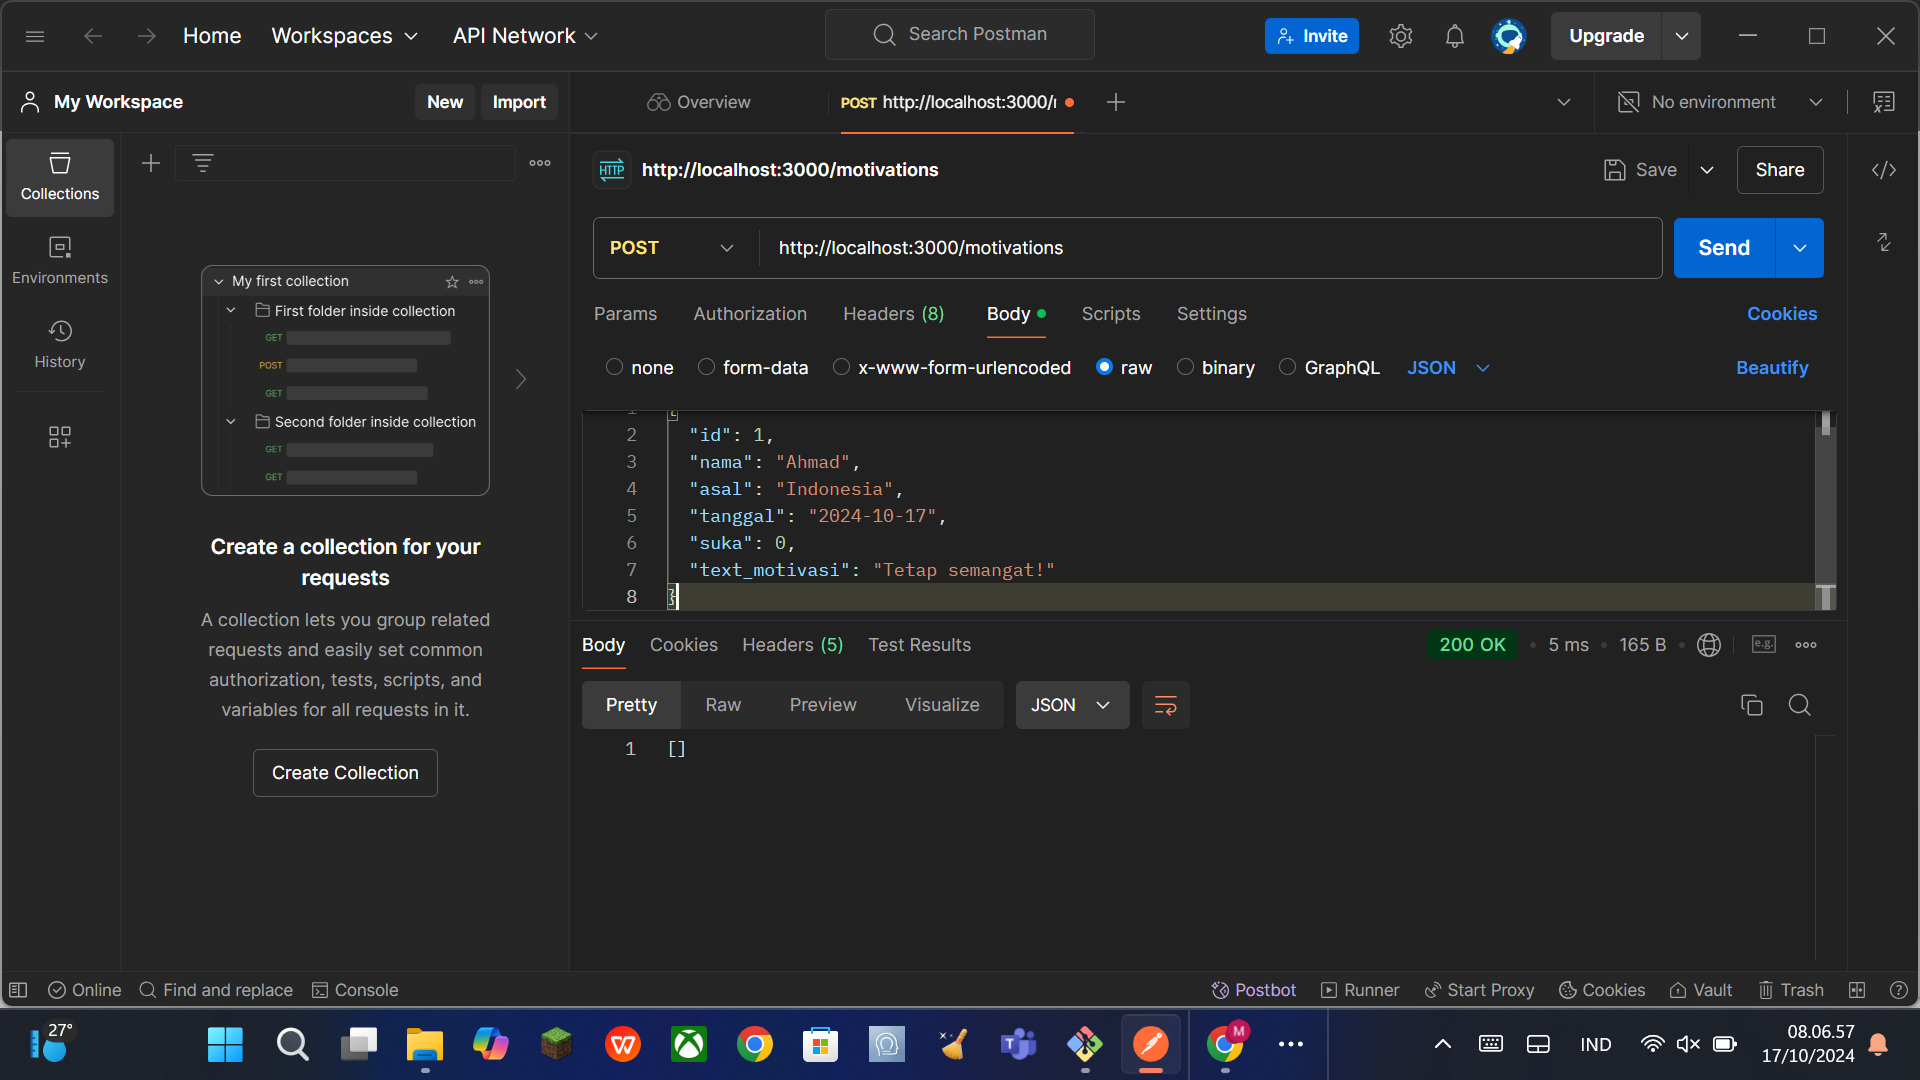 Home
Workspaces
API Network
Search Postman
Invite
Upgrade
My Workspace
New
Import
Overview
POST http://localhost:3000/
No environment
Collections
Environments
History
http://localhost:3000/motivations
Save
Share
POST
http://localhost:3000/motivations
Send
Params
Authorization
Headers (8)
Body
Scripts
Settings
Cookies
none
form-data
x-www-form-urlencoded
raw
binary
GraphQL
JSON
Beautify
My first collection
First folder inside collection
GET
POST
GET
Second folder inside collection
GET
GET
Create a collection for your
requests
A collection lets you group related
requests and easily set common
authorization, tests, scripts, and
variables for all requests in it.
Create Collection
1 {
2 "id": 1,
3 "nama": "Ahmad",
4 "asal": "Indonesia",
5 "tanggal": "2024-10-17",
6 "suka": 0,
7 "text_motivasi": "Tetap semangat!"
8 }
Body
Cookies
Headers (5)
Test Results
200 OK
5 ms
165 B
e.g.
Pretty
Raw
Preview
Visualize
JSON
1 []
Online
Find and replace
Console
Postbot
Runner
Start Proxy
Cookies
Vault
Trash
27°
M
IND
08.06.57
17/10/2024